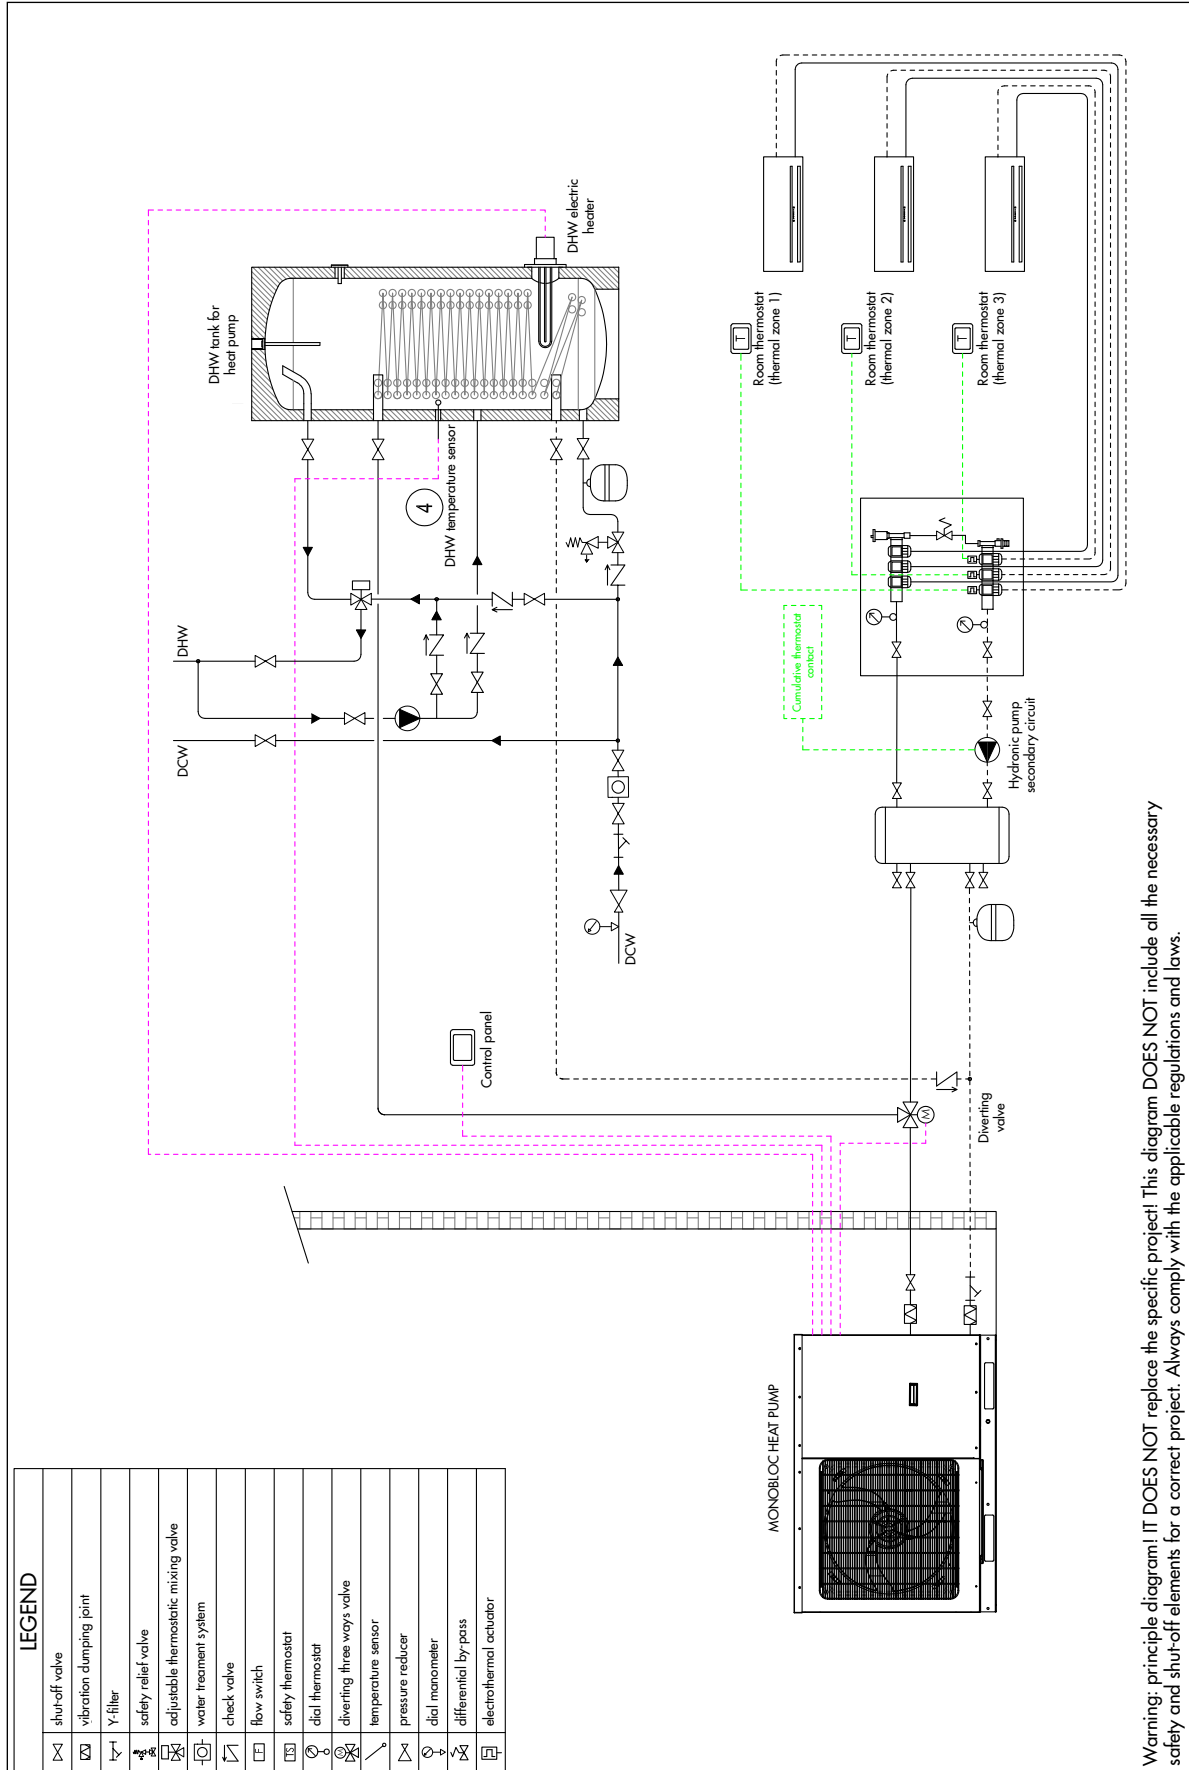 LEGEND
shut-off valve
vibration dumping joint
Y-filter
safety relief valve
adjustable thermostatic mixing valve
water treament system
check valve
F
flow switch
TS
safety thermostat
dial thermostat
M
diverting three ways valve
temperature sensor
pressure reducer
dial manometer
differential by-pass
electrothermal actuator
DHW tank for
heat pump
DHW electric
heater
4
DHW temperature sensor
DHW
DCW
DCW
Control panel
T
Room thermostat
(thermal zone 1)
T
Room thermostat
(thermal zone 2)
T
Room thermostat
(thermal zone 3)
Cumulative thermostat
contact
Hydronic pump
secondary circuit
M
Diverting
valve
MONOBLOC HEAT PUMP
Warning: principle diagram! IT DOES NOT replace the specific project! This diagram DOES NOT include all the necessary
safety and shut-off elements for a correct project. Always comply with the applicable regulations and laws.